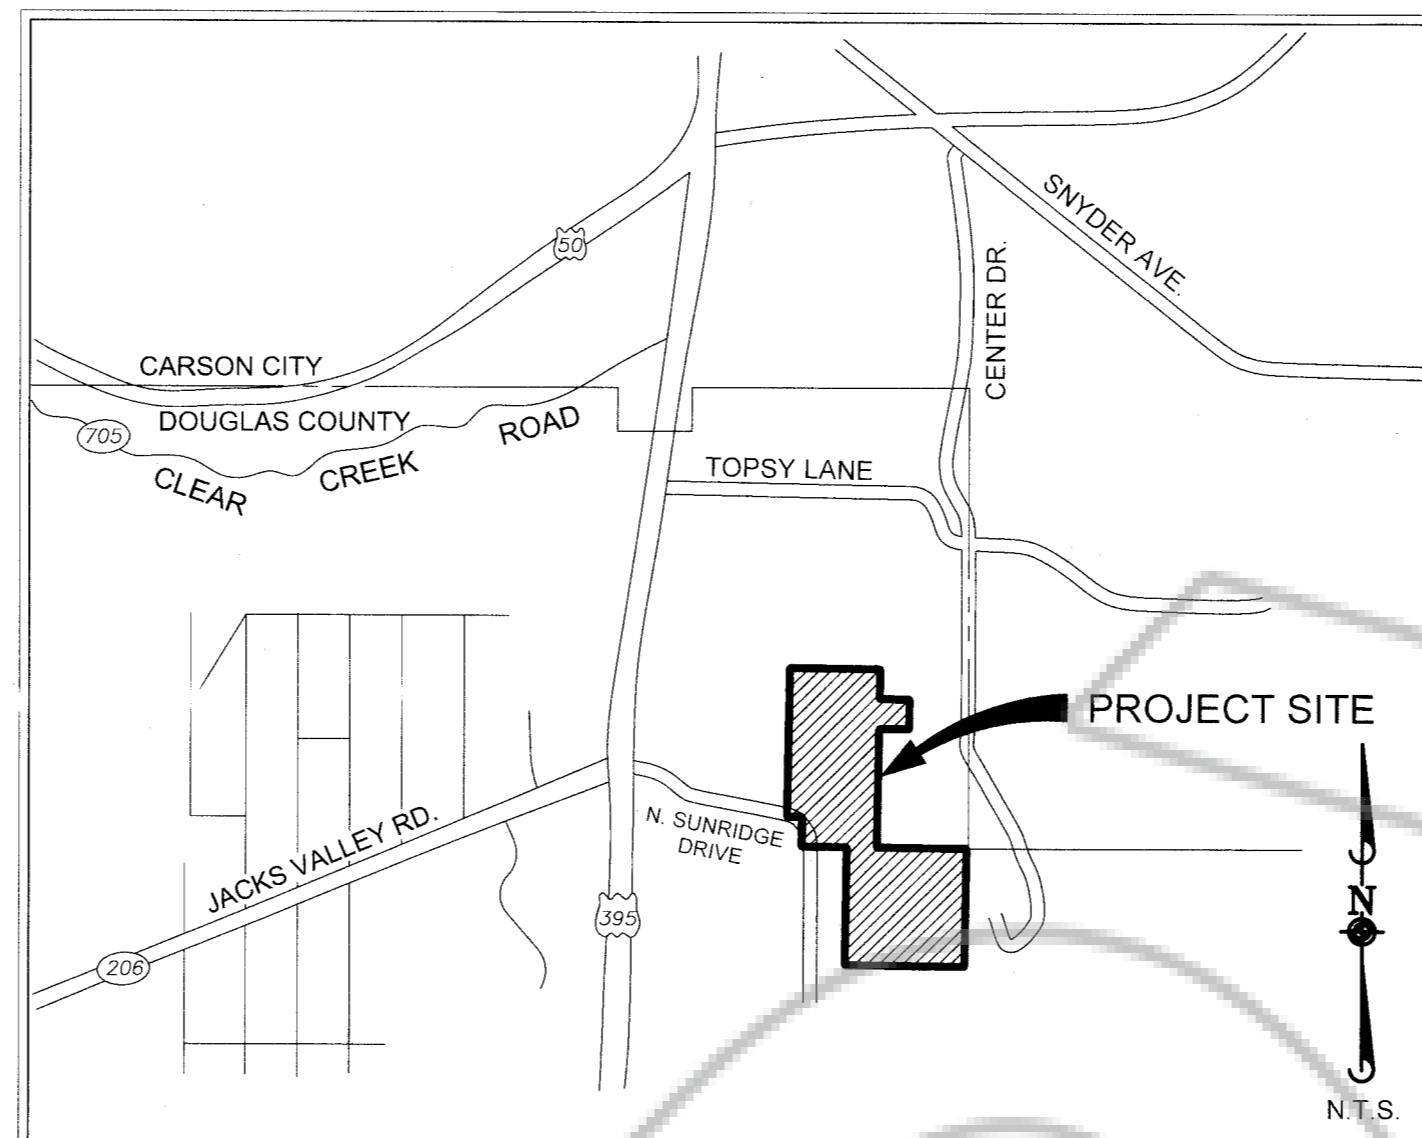 SNYDER AVE.
50
CENTER DR.
CARSON CITY
DOUGLAS COUNTY
705
CLEAR CREEK ROAD
TOPSY LANE
PROJECT SITE
N. SUNRIDGE
DRIVE
JACKS VALLEY RD.
395
206
N
N.T.S.